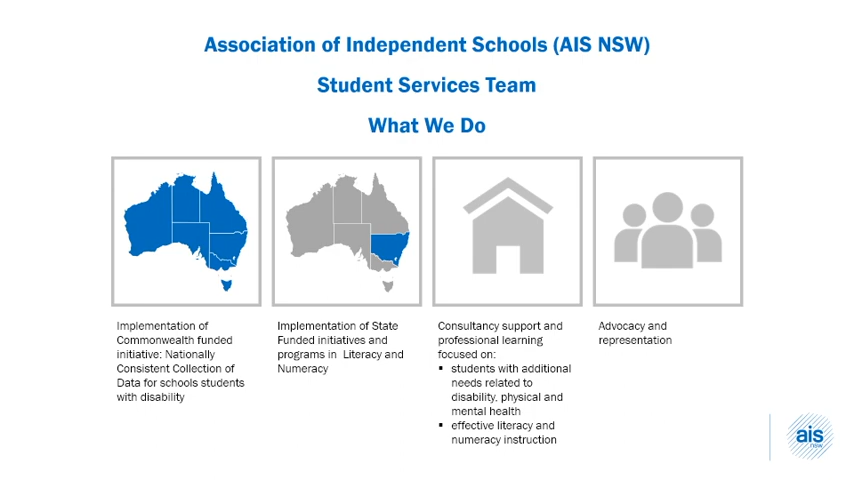 Association of Independent Schools (AIS NSW)
Student Services Team
What We Do
Implementation of
Commonwealth funded
initiative: Nationally
Consistent Collection of
Data for schools students
with disability
Implementation of State
Funded initiatives and
programs in Literacy and
Numeracy
Consultancy support and
professional learning
focused on:
▪ students with additional
needs related to
disability, physical and
mental health
▪ effective literacy and
numeracy instruction
Advocacy and
representation
ais
nsw